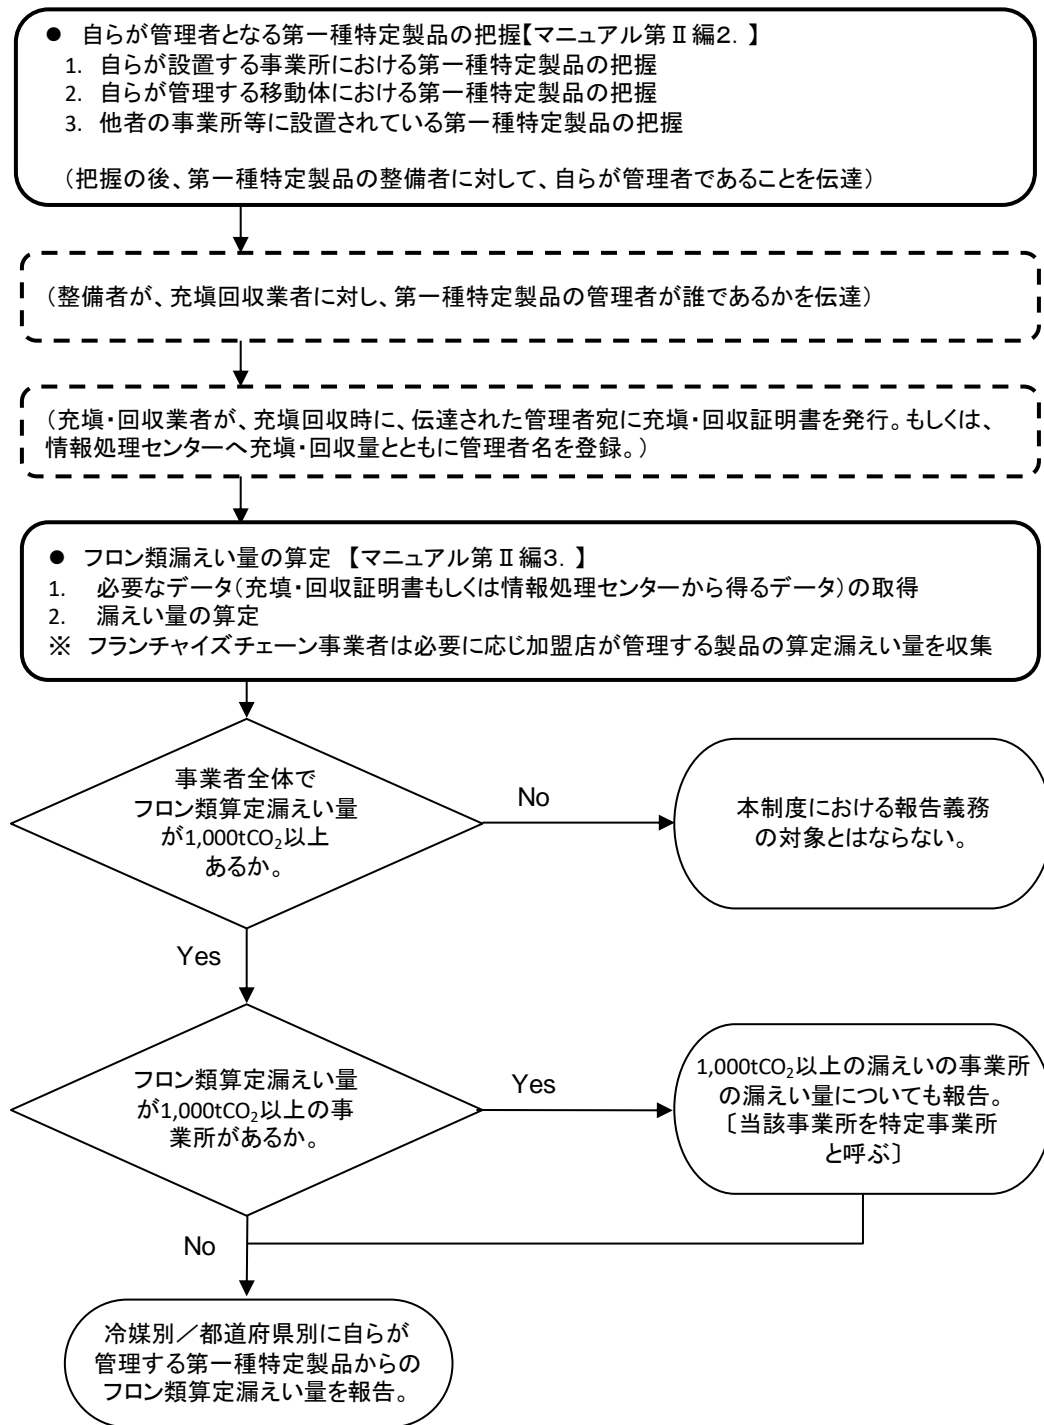 ● 自らが管理者となる第一種特定製品の把握【マニュアル第Ⅱ編2．】
1. 自らが設置する事業所における第一種特定製品の把握
2. 自らが管理する移動体における第一種特定製品の把握
3. 他者の事業所等に設置されている第一種特定製品の把握
（把握の後、第一種特定製品の整備者に対して、自らが管理者であることを伝達）
（整備者が、充塡回収業者に対し、第一種特定製品の管理者が誰であるかを伝達）
（充塡・回収業者が、充塡回収時に、伝達された管理者宛に充塡・回収証明書を発行。もしくは、
情報処理センターへ充塡・回収量とともに管理者名を登録。）
● フロン類漏えい量の算定 【マニュアル第Ⅱ編3．】
1. 必要なデータ（充塡・回収証明書もしくは情報処理センターから得るデータ）の取得
2. 漏えい量の算定
※ フランチャイズチェーン事業者は必要に応じ加盟店が管理する製品の算定漏えい量を収集
事業者全体で
フロン類算定漏えい量
が1,000tCO₂以上
あるか。
No
本制度における報告義務
の対象とはならない。
Yes
フロン類算定漏えい量
が1,000tCO₂以上の事
業所があるか。
Yes
1,000tCO₂以上の漏えいの事業所
の漏えい量についても報告。
〔当該事業所を特定事業所
と呼ぶ〕
No
冷媒別／都道府県別に自らが
管理する第一種特定製品からの
フロン類算定漏えい量を報告。